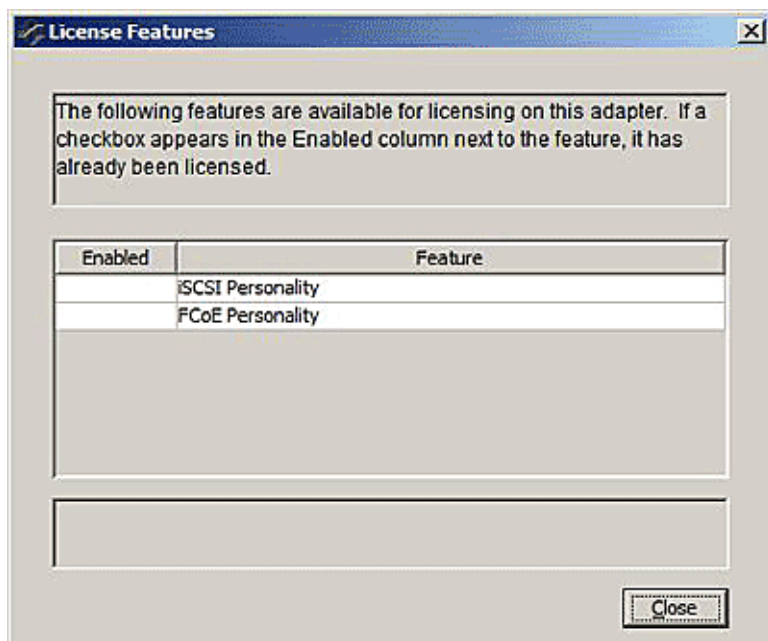 License Features
The following features are available for licensing on this adapter. If a
checkbox appears in the Enabled column next to the feature, it has
already been licensed.
Enabled Feature
iSCSI Personality
FCoE Personality
Close